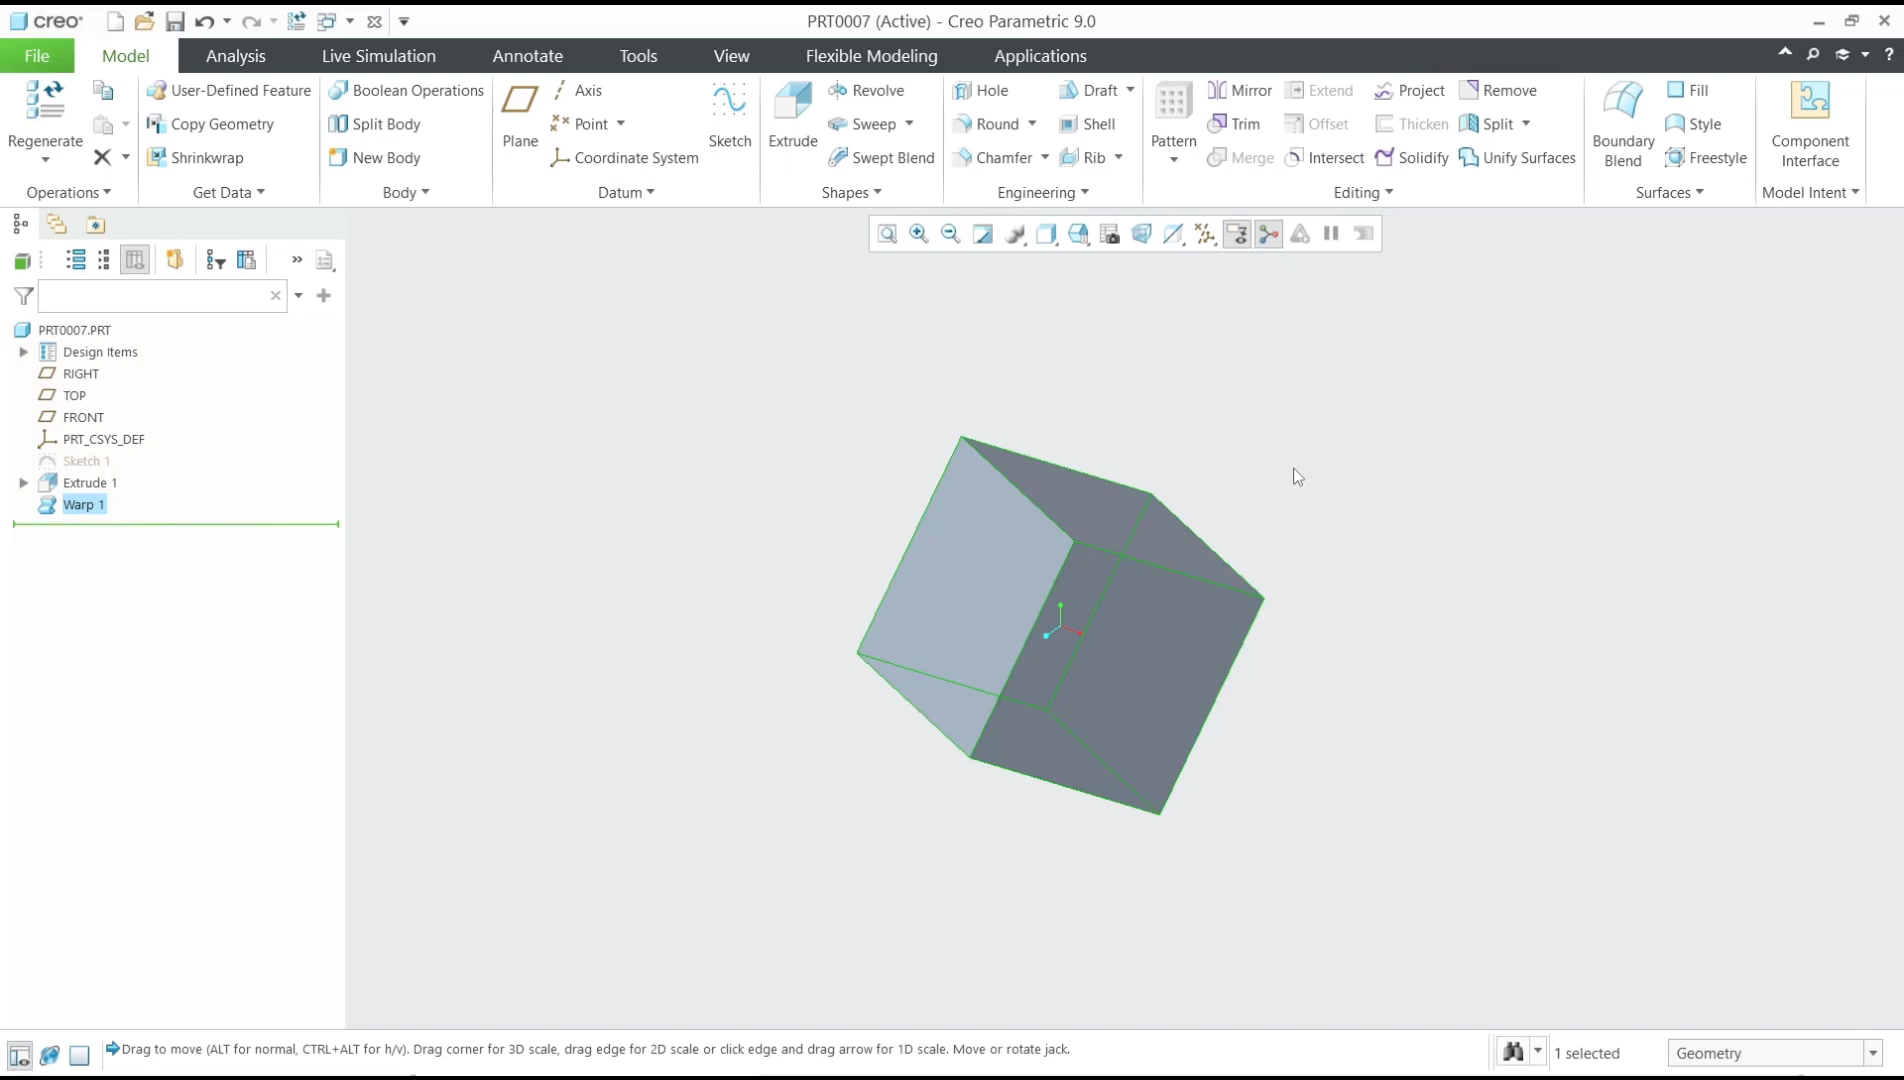 creo®
PRT0007 (Active) - Creo Parametric 9.0
File Model Analysis Live Simulation Annotate Tools View Flexible Modeling Applications
Regenerate
Operations
User-Defined Feature
Copy Geometry
Shrinkwrap
Get Data
Boolean Operations
Split Body
New Body
Body
Plane
Axis
Point
Coordinate System
Sketch
Datum
Extrude
Revolve
Sweep
Swept Blend
Shapes
Hole
Round
Chamfer
Draft
Shell
Rib
Engineering
Pattern
Mirror
Trim
Merge
Extend
Offset
Intersect
Project
Thicken
Solidify
Remove
Split
Unify Surfaces
Editing
Boundary
Blend
Fill
Style
Freestyle
Surfaces
Component
Interface
Model Intent
PRT0007.PRT
Design Items
RIGHT
TOP
FRONT
PRT_CSYS_DEF
Sketch 1
Extrude 1
Warp 1
Drag to move (ALT for normal, CTRL+ALT for h/v). Drag corner for 3D scale, drag edge for 2D scale or click edge and drag arrow for 1D scale. Move or rotate jack.
1 selected
Geometry